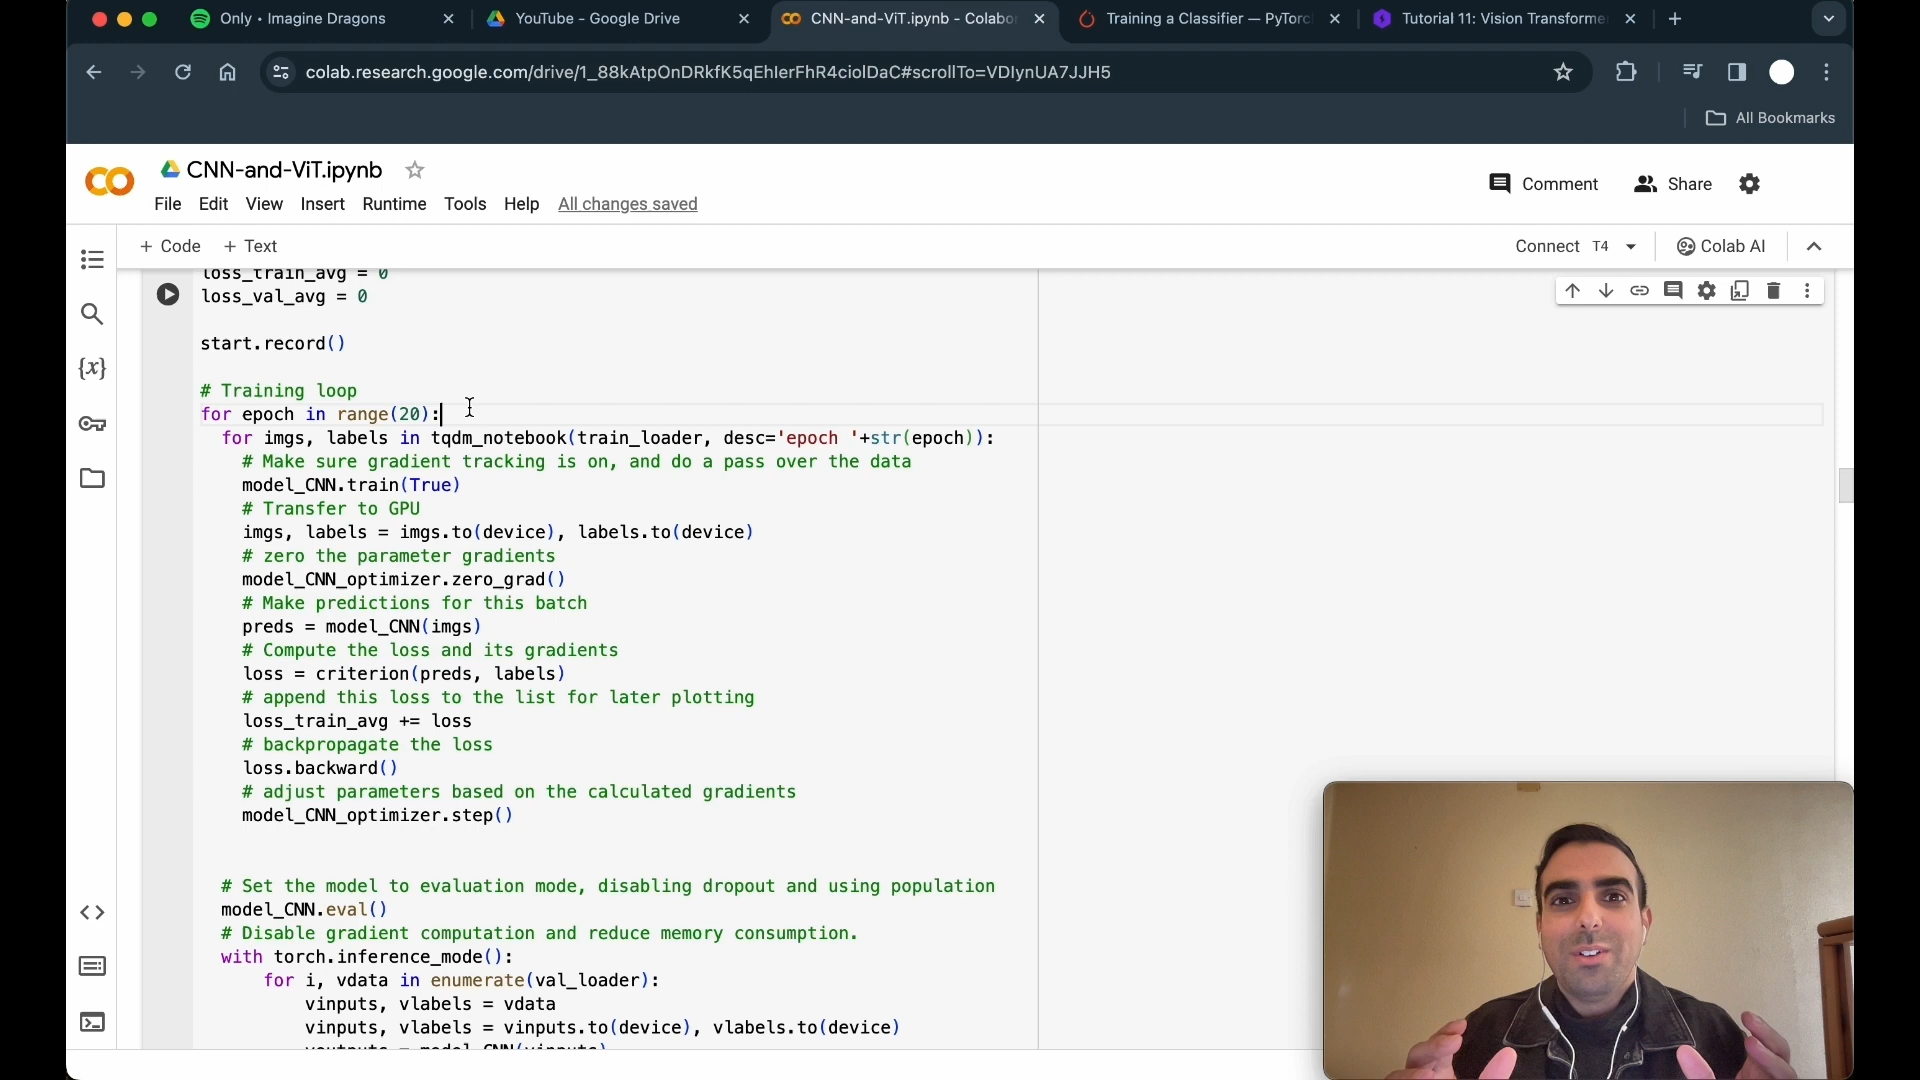 Only • Imagine Dragons
YouTube - Google Drive
CNN-and-ViT.ipynb - Colabo
Training a Classifier — PyTorc
Tutorial 11: Vision Transforme
colab.research.google.com/drive/1_88kAtpOnDRkfK5qEhIerFhR4ciolDaC#scrollTo=VDIynUA7JJH5
All Bookmarks
CNN-and-ViT.ipynb
Comment
Share
File Edit View Insert Runtime Tools Help All changes saved
+ Code + Text
Connect T4
Colab AI
loss_train_avg = 0
loss_val_avg = 0
start.record()
# Training loop
for epoch in range(20):
for imgs, labels in tqdm_notebook(train_loader, desc='epoch '+str(epoch)):
# Make sure gradient tracking is on, and do a pass over the data
model_CNN.train(True)
# Transfer to GPU
imgs, labels = imgs.to(device), labels.to(device)
# zero the parameter gradients
model_CNN_optimizer.zero_grad()
# Make predictions for this batch
preds = model_CNN(imgs)
# Compute the loss and its gradients
loss = criterion(preds, labels)
# append this loss to the list for later plotting
loss_train_avg += loss
# backpropagate the loss
loss.backward()
# adjust parameters based on the calculated gradients
model_CNN_optimizer.step()
# Set the model to evaluation mode, disabling dropout and using population
model_CNN.eval()
# Disable gradient computation and reduce memory consumption.
with torch.inference_mode():
for i, vdata in enumerate(val_loader):
vinputs, vlabels = vdata
vinputs, vlabels = vinputs.to(device), vlabels.to(device)